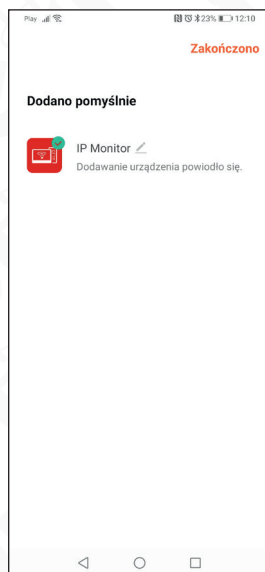 Play 23% 12:10
Zakończono
Dodano pomyślnie
IP Monitor
Dodawanie urządzenia powiodło się.